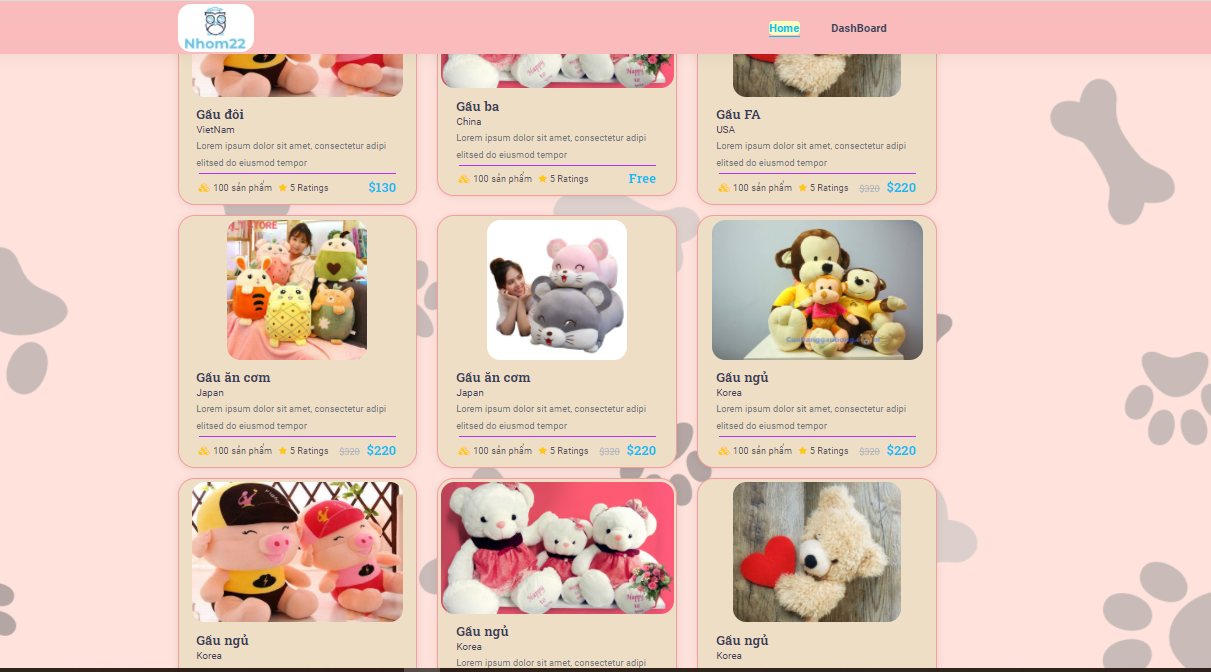 Nhom22
Home
DashBoard
Gấu đôi
VietNam
Lorem ipsum dolor sit amet, consectetur adipi
elitsed do eiusmod tempor
100 sản phẩm
5 Ratings
$130
Gấu ba
China
Lorem ipsum dolor sit amet, consectetur adipi
elitsed do eiusmod tempor
100 sản phẩm
5 Ratings
Free
Gấu FA
USA
Lorem ipsum dolor sit amet, consectetur adipi
elitsed do eiusmod tempor
100 sản phẩm
5 Ratings
$320
$220
STORE
Gấu ăn cơm
Japan
Lorem ipsum dolor sit amet, consectetur adipi
elitsed do eiusmod tempor
100 sản phẩm
5 Ratings
$320
$220
Gấu ăn cơm
Japan
Lorem ipsum dolor sit amet, consectetur adipi
elitsed do eiusmod tempor
100 sản phẩm
5 Ratings
$320
$220
Gấu ngủ
Korea
Lorem ipsum dolor sit amet, consectetur adipi
elitsed do eiusmod tempor
100 sản phẩm
5 Ratings
$320
$220
Gấu ngủ
Korea
Happy
to
Happy
to
Gấu ngủ
Korea
Lorem ipsum dolor sit amet, consectetur adipi
Gấu ngủ
Korea